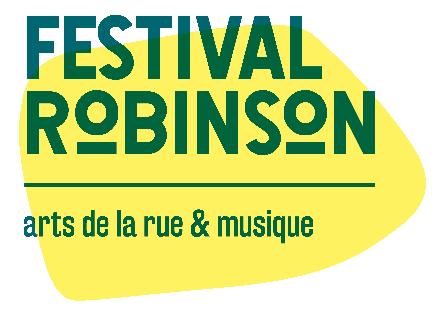 FESTIVAL
ROBINSON
arts de la rue & musique